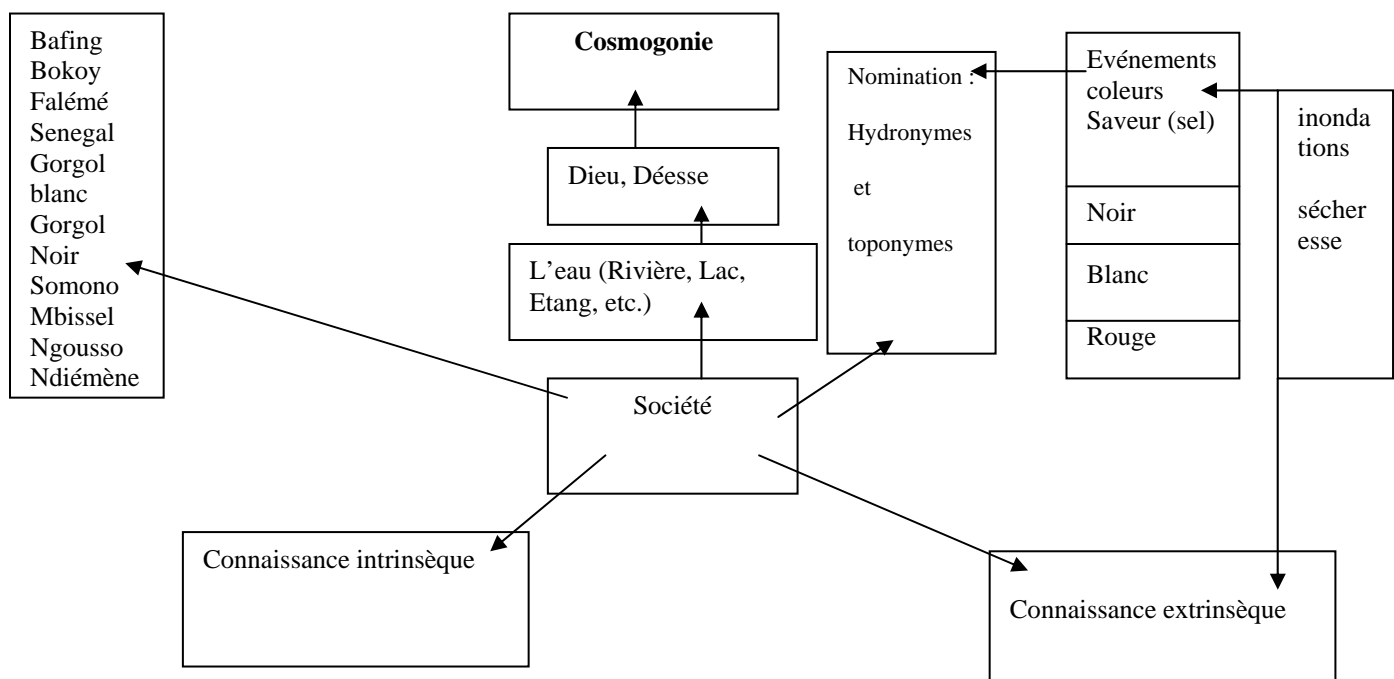 Bafing
Bokoy
Falémé
Senegal
Gorgol
blanc
Gorgol
Noir
Somono
Mbissel
Ngousso
Ndiémène
Cosmogonie
Dieu, Déesse
L’eau (Rivière, Lac,
Etang, etc.)
Société
Nomination :
Hydronymes
et
toponymes
Evénements
coleurs
Saveur (sel)
Noir
Blanc
Rouge
inonda
tions
sécher
esse
Connaissance intrinsèque
Connaissance extrinsèque